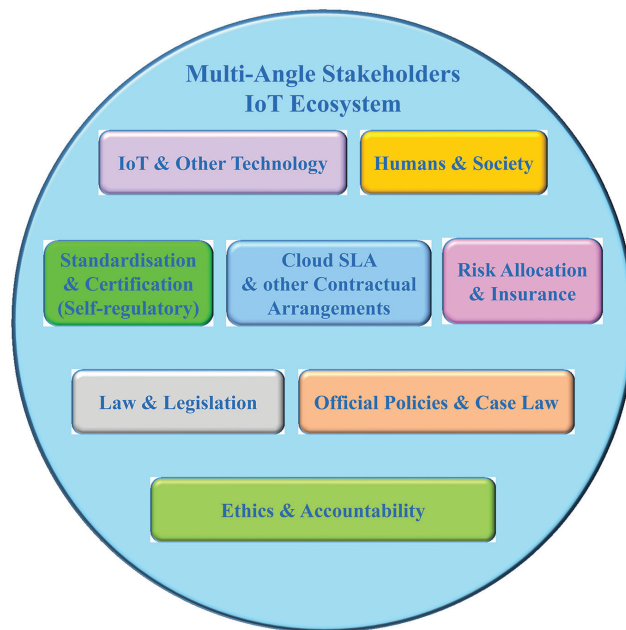 Multi-Angle Stakeholders
IoT Ecosystem
IoT & Other Technology
Humans & Society
Standardisation
& Certification
(Self-regulatory)
Cloud SLA
& other Contractual
Arrangements
Risk Allocation
& Insurance
Law & Legislation
Official Policies & Case Law
Ethics & Accountability